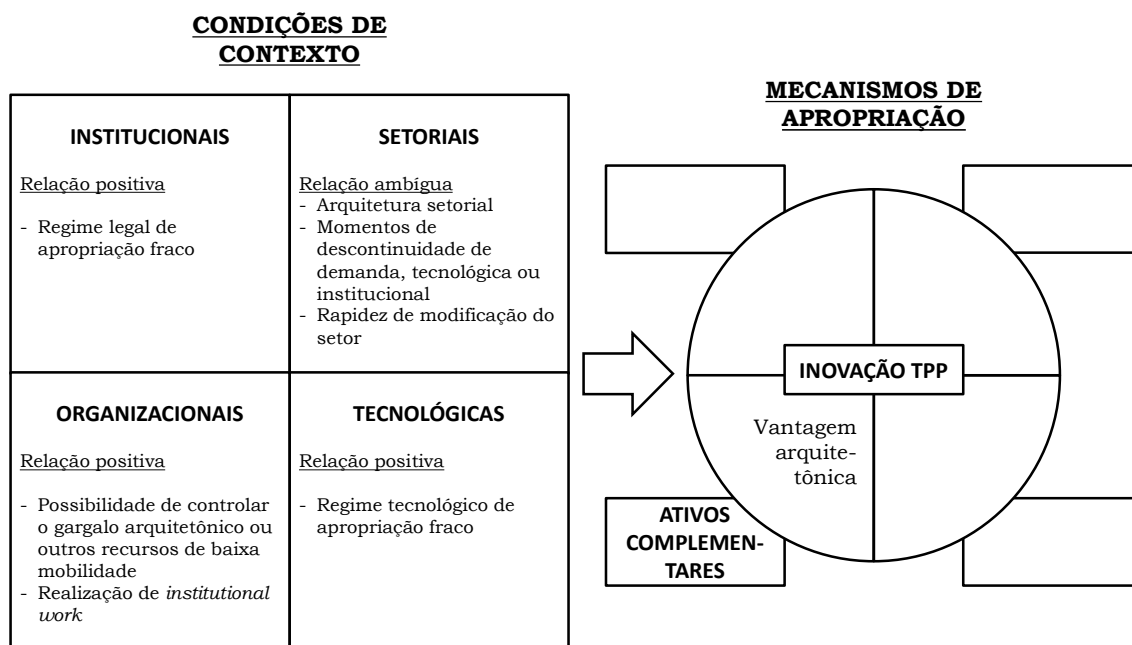 CONDIÇÕES DE
CONTEXTO
INSTITUCIONAIS
Relação positiva
- Regime legal de
apropriação fraco
SETORIAIS
Relação ambígua
- Arquitetura setorial
- Momentos de
descontinuidade de
demanda, tecnológica ou
institucional
- Rapidez de modificação do
setor
ORGANIZACIONAIS
Relação positiva
- Possibilidade de controlar
o gargalo arquitetônico ou
outros recursos de baixa
mobilidade
- Realização de institutional
work
TECNOLÓGICAS
Relação positiva
- Regime tecnológico de
apropriação fraco
MECANISMOS DE
APROPRIAÇÃO
INOVAÇÃO TPP
Vantagem
arquite-
tônica
ATIVOS
COMPLEMEN-
TARES